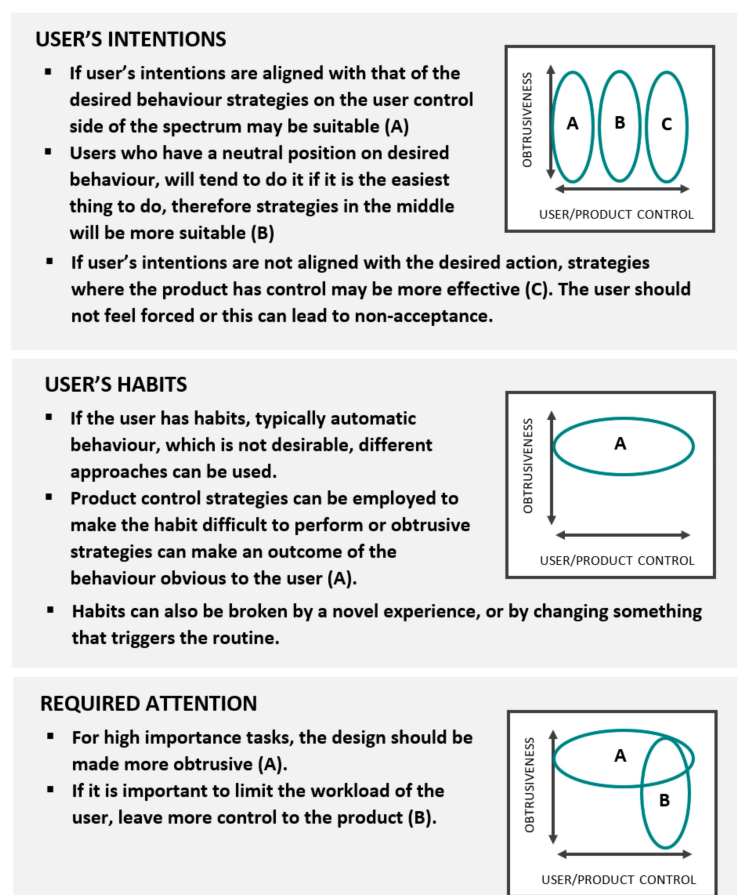 USER'S INTENTIONS
▪ If user's intentions are aligned with that of the
desired behaviour strategies on the user control
side of the spectrum may be suitable (A)
▪ Users who have a neutral position on desired
behaviour, will tend to do it if it is the easiest
thing to do, therefore strategies in the middle
will be more suitable (B)
▪ If user's intentions are not aligned with the desired action, strategies
where the product has control may be more effective (C). The user should
not feel forced or this can lead to non-acceptance.
OBTRUSIVENESS
A B C
USER/PRODUCT CONTROL
USER'S HABITS
▪ If the user has habits, typically automatic
behaviour, which is not desirable, different
approaches can be used.
▪ Product control strategies can be employed to
make the habit difficult to perform or obtrusive
strategies can make an outcome of the
behaviour obvious to the user (A).
▪ Habits can also be broken by a novel experience, or by changing something
that triggers the routine.
OBTRUSIVENESS
A
USER/PRODUCT CONTROL
REQUIRED ATTENTION
▪ For high importance tasks, the design should be
made more obtrusive (A).
▪ If it is important to limit the workload of the
user, leave more control to the product (B).
OBTRUSIVENESS
A
B
USER/PRODUCT CONTROL